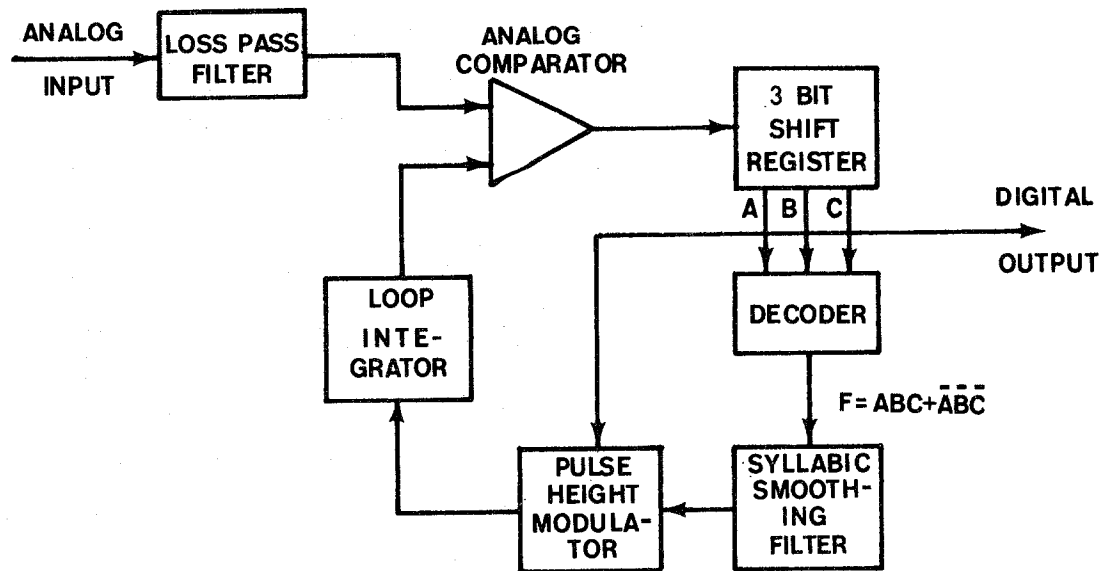 ANALOG
INPUT
LOSS PASS
FILTER
ANALOG
COMPARATOR
3 BIT
SHIFT
REGISTER
A B C
DIGITAL
OUTPUT
LOOP
INTE-
GRATOR
DECODER
F=ABC+A̅B̅C̅
PULSE
HEIGHT
MODULA-
TOR
SYLLABIC
SMOOTH-
ING
FILTER